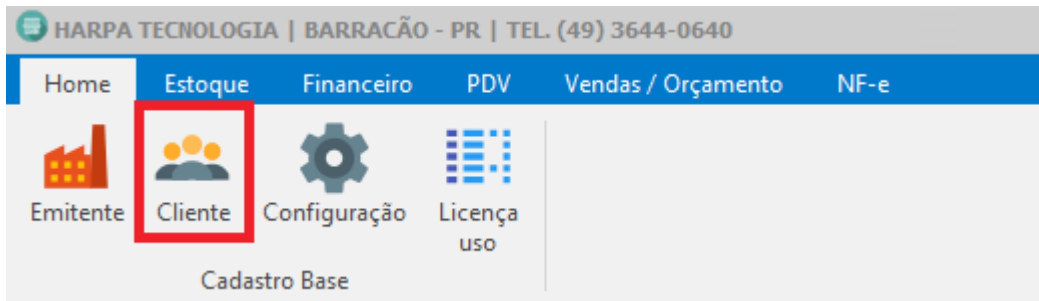 HARPA TECNOLOGIA | BARRACÃO - PR | TEL. (49) 3644-0640
Home Estoque Financeiro PDV Vendas / Orçamento NF-e
Emitente Cliente Configuração Licença
uso
Cadastro Base